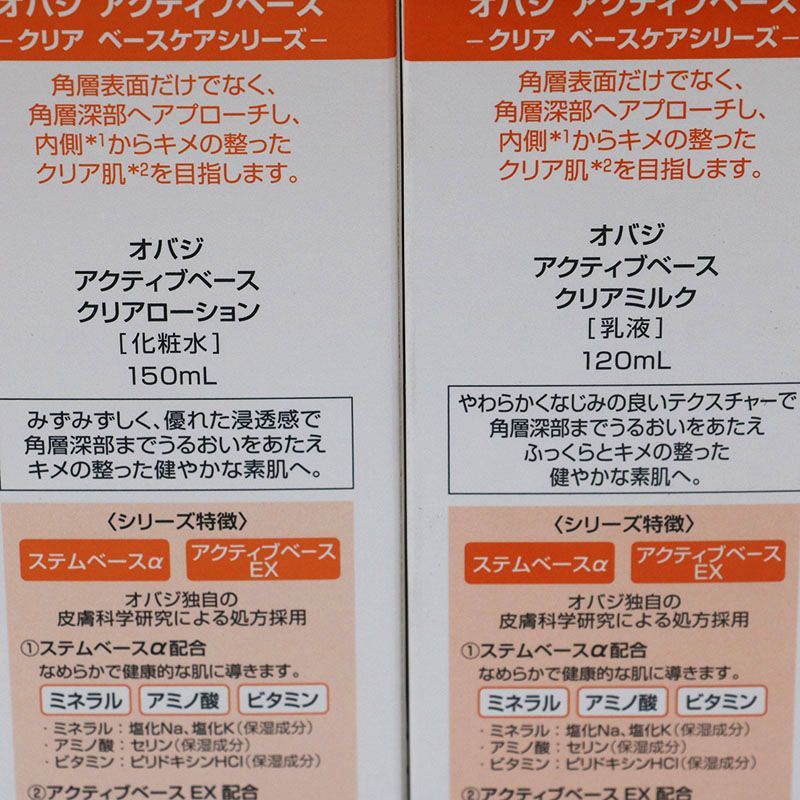 オバジ アクティブベース
−クリア ベースケアシリーズ−
角層表面だけでなく、
角層深部へアプローチし、
内側*1からキメの整った
クリア肌*2を目指します。
オバジ
アクティブベース
クリアローション
[化粧水]
150mL
みずみずしく、優れた浸透感で
角層深部までうるおいをあたえ
キメの整った健やかな素肌へ。
〈シリーズ特徴〉
ステムベースα
アクティブベース
EX
オバジ独自の
皮膚科学研究による処方採用
①ステムベースα配合
なめらかで健康的な肌に導きます。
ミネラル アミノ酸 ビタミン
・ミネラル：塩化Na、塩化K(保湿成分)
・アミノ酸：セリン(保湿成分)
・ビタミン：ピリドキシンHCl(保湿成分)
②アクティブベースEX配合
オバジ アクティブベース
−クリア ベースケアシリーズ−
角層表面だけでなく、
角層深部へアプローチし、
内側*1からキメの整った
クリア肌*2を目指します。
オバジ
アクティブベース
クリアミルク
[乳液]
120mL
やわらかくなじみの良いテクスチャーで
角層深部までうるおいをあたえ
ふっくらとキメの整った
健やかな素肌へ。
〈シリーズ特徴〉
ステムベースα
アクティブベース
EX
オバジ独自の
皮膚科学研究による処方採用
①ステムベースα配合
なめらかで健康的な肌に導きます。
ミネラル アミノ酸 ビタミン
・ミネラル：塩化Na、塩化K(保湿成分)
・アミノ酸：セリン(保湿成分)
・ビタミン：ピリドキシンHCl(保湿成分)
②アクティブベースEX配合